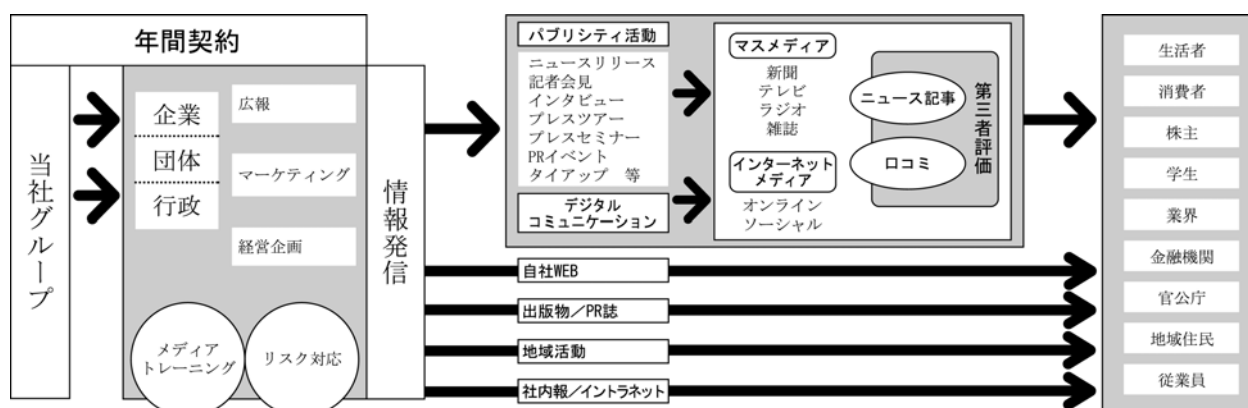 年間契約
当社グループ
企業
団体
行政
広報
マーケティング
経営企画
メディア
トレーニング
リスク対応
情報発信
パブリシティ活動
ニュースリリース
記者会見
インタビュー
プレスツアー
プレスセミナー
PRイベント
タイアップ 等
デジタル
コミュニケーション
マスメディア
新聞
テレビ
ラジオ
雑誌
インターネット
メディア
オンライン
ソーシャル
ニュース記事
口コミ
第三者評価
自社WEB
出版物／PR誌
地域活動
社内報／イントラネット
生活者
消費者
株主
学生
業界
金融機関
官公庁
地域住民
従業員